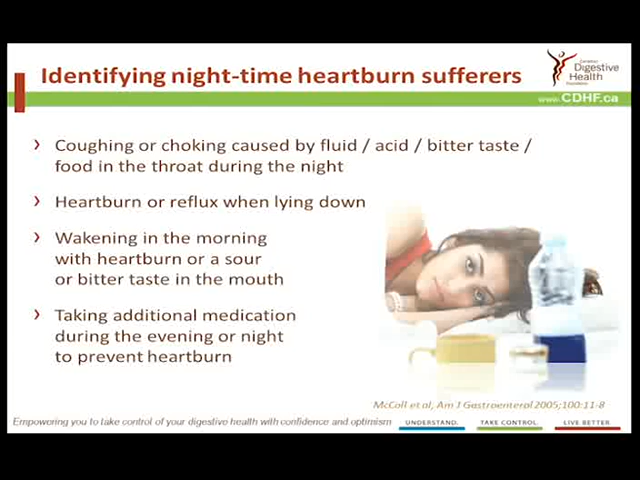 Identifying night-time heartburn sufferers
Canadian
Digestive
Health
Foundation
www.CDHF.ca
› Coughing or choking caused by fluid / acid / bitter taste /
food in the throat during the night
› Heartburn or reflux when lying down
› Wakening in the morning
with heartburn or a sour
or bitter taste in the mouth
› Taking additional medication
during the evening or night
to prevent heartburn
McColl et al; Am J Gastroenterol 2005;100:11-8
Empowering you to take control of your digestive health with confidence and optimism
UNDERSTAND. TAKE CONTROL. LIVE BETTER.